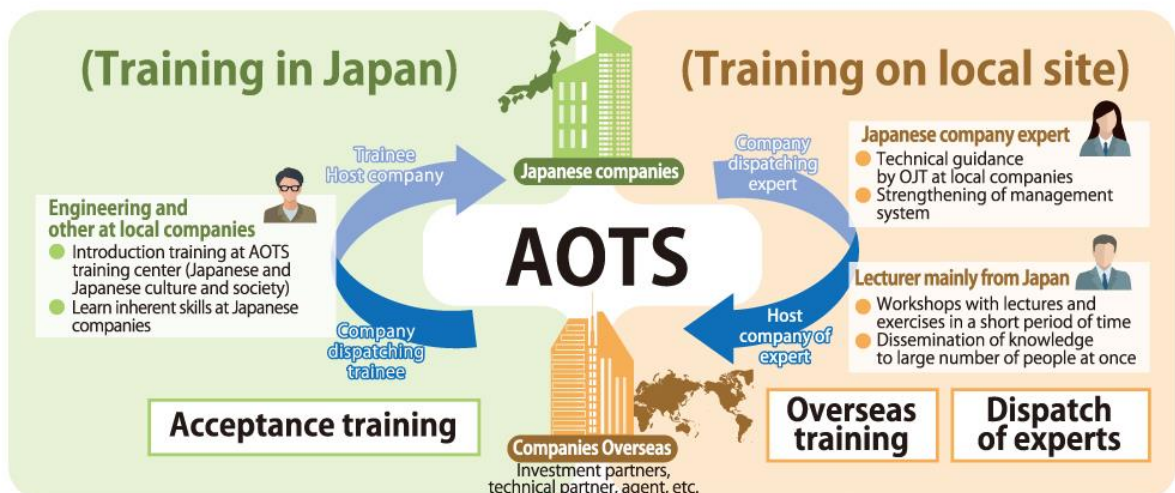 (Training in Japan)
Trainee
Host company
Engineering and
other at local companies
Introduction training at AOTS
training center (Japanese and
Japanese culture and society)
Learn inherent skills at Japanese
companies
Company
dispatching
trainee
Acceptance training
Japanese companies
AOTS
Companies Overseas
Investment partners,
technical partner, agent, etc.
(Training on local site)
Company
dispatching
expert
Japanese company expert
Technical guidance
by OJT at local companies
Strengthening of management
system
Lecturer mainly from Japan
Workshops with lectures and
exercises in a short period of time
Dissemination of knowledge
to large number of people at once
Host
company of
expert
Overseas
training
Dispatch
of experts